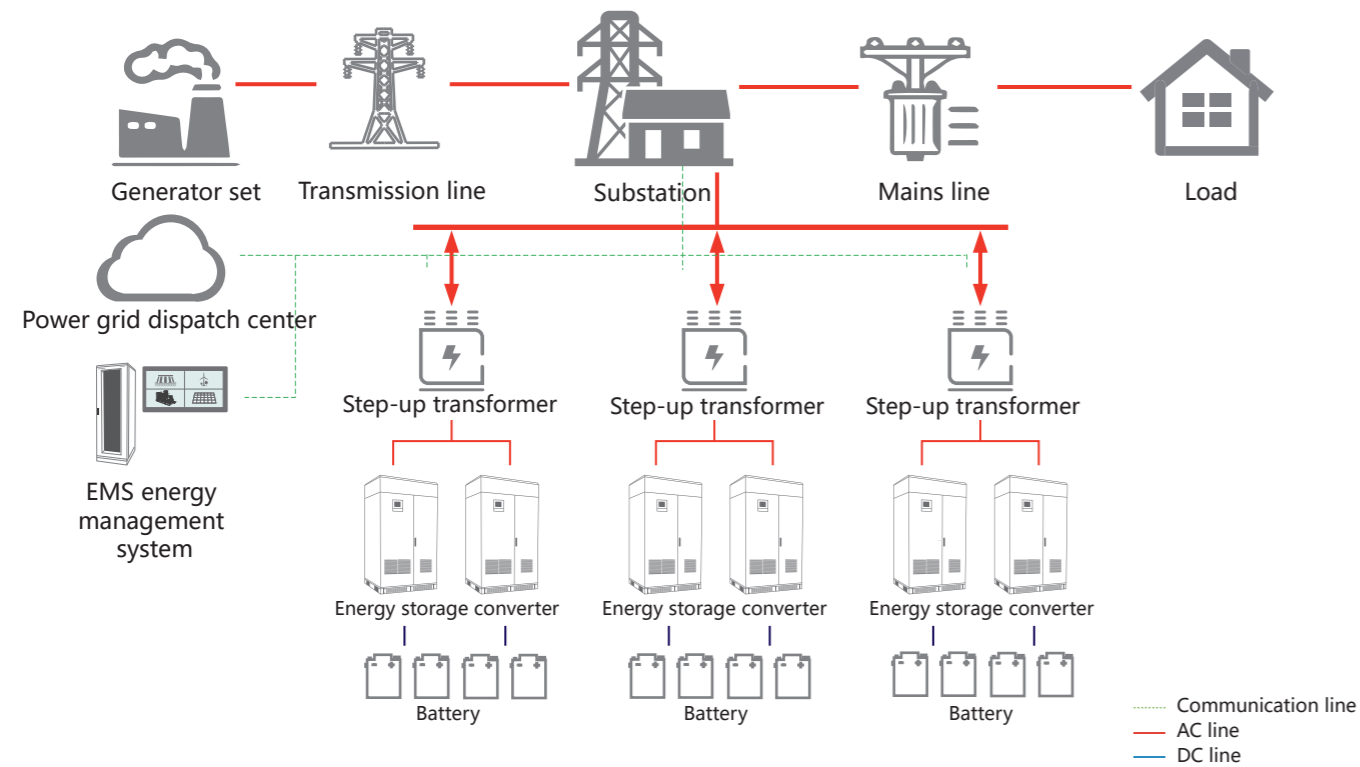 Generator set
Transmission line
Substation
Mains line
Load
Power grid dispatch center
Step-up transformer
Step-up transformer
Step-up transformer
EMS energy
management
system
Energy storage converter
Energy storage converter
Energy storage converter
Battery
Battery
Battery
Communication line
AC line
DC line